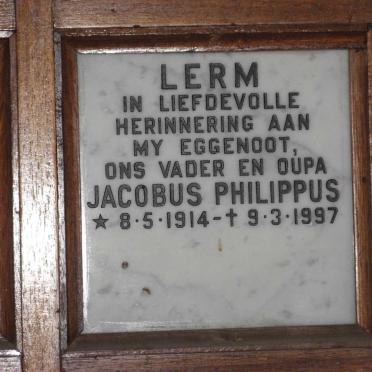 LERM
IN LIEFDEVOLLE
HERINNERING AAN
MY EGGENOOT,
ONS VADER EN OUPA
JACOBUS PHILIPPUS
★ 8·5·1914-† 9·3·1997